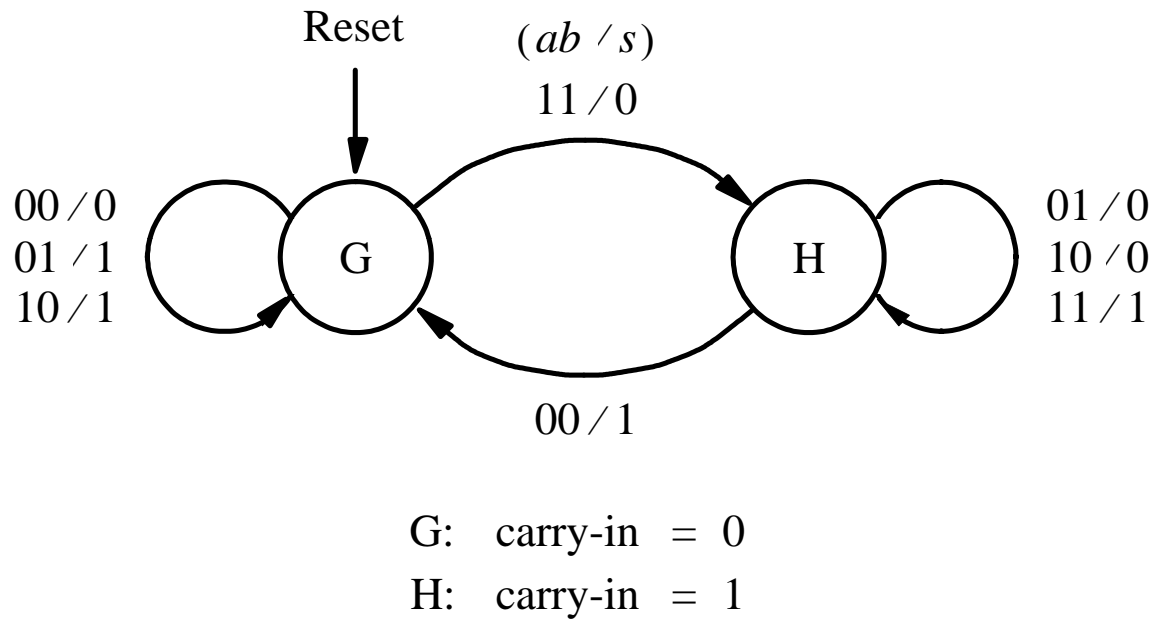 Reset
(ab / s)
11 / 0
00 / 0
01 / 1
10 / 1
G
H
01 / 0
10 / 0
11 / 1
00 / 1
G: carry-in = 0
H: carry-in = 1